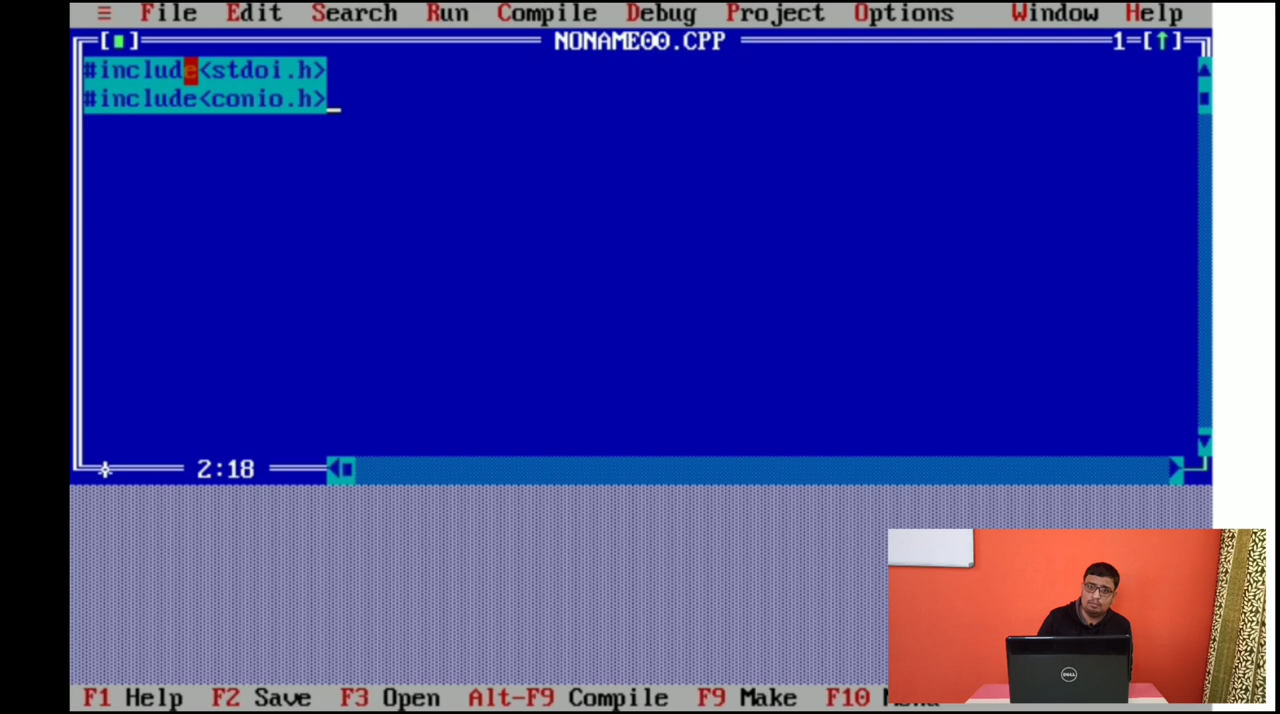 ≡ File Edit Search Run Compile Debug Project Options Window Help
[■] NONAME00.CPP 1=[↑]
#include<stdoi.h>
#include<conio.h>_
2:18
F1 Help F2 Save F3 Open Alt-F9 Compile F9 Make F10 Menu
DELL